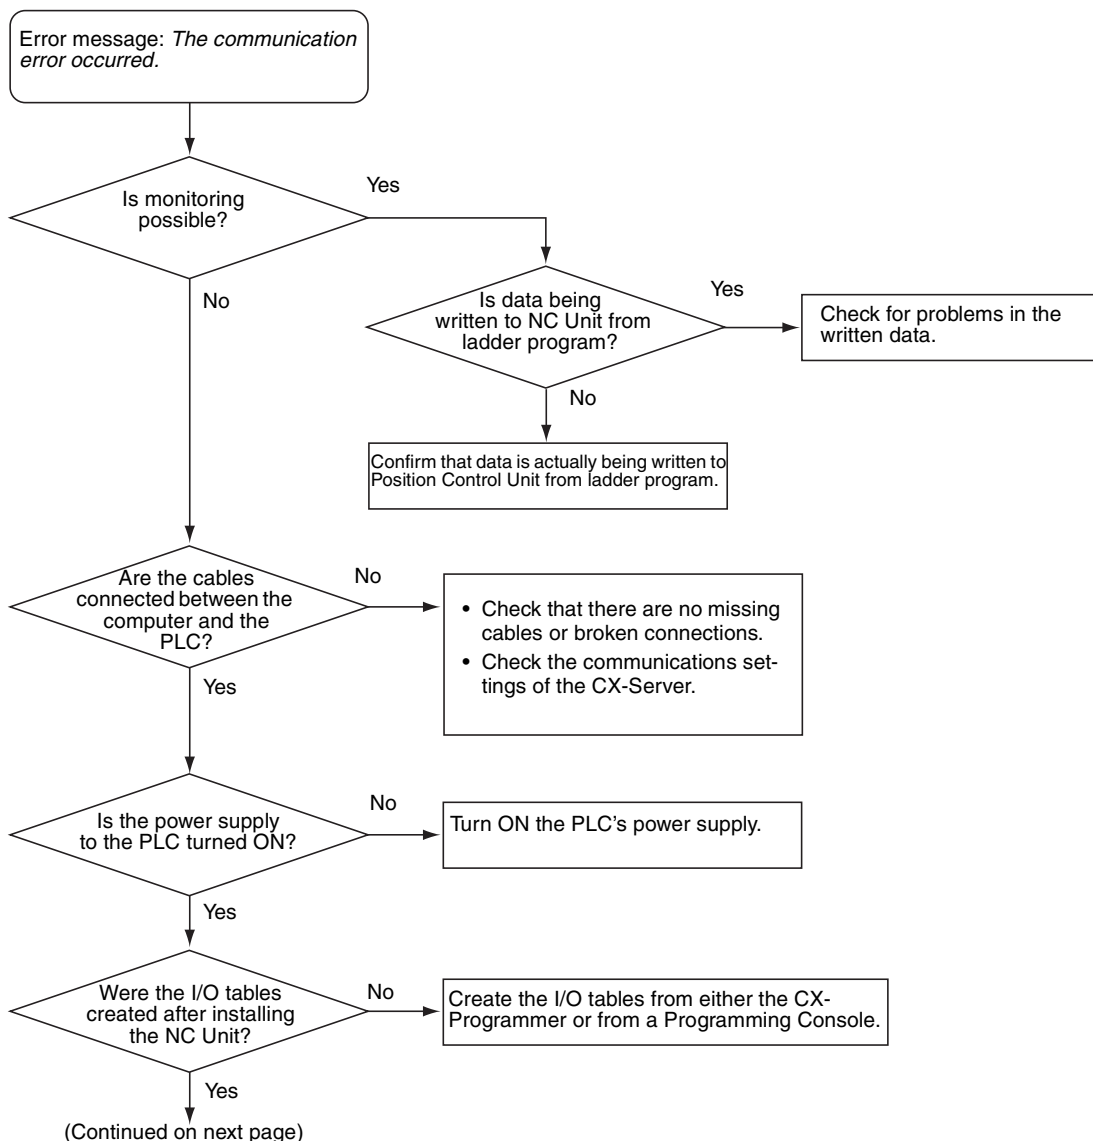 Error message: The communication
error occurred.
Is monitoring
possible?
Yes
No
Is data being
written to NC Unit from
ladder program?
Yes
Check for problems in the
written data.
No
Confirm that data is actually being written to
Position Control Unit from ladder program.
Are the cables
connected between the
computer and the
PLC?
No
• Check that there are no missing
cables or broken connections.
• Check the communications set-
tings of the CX-Server.
Yes
Is the power supply
to the PLC turned ON?
No
Turn ON the PLC’s power supply.
Yes
Were the I/O tables
created after installing
the NC Unit?
No
Create the I/O tables from either the CX-
Programmer or from a Programming Console.
Yes
(Continued on next page)